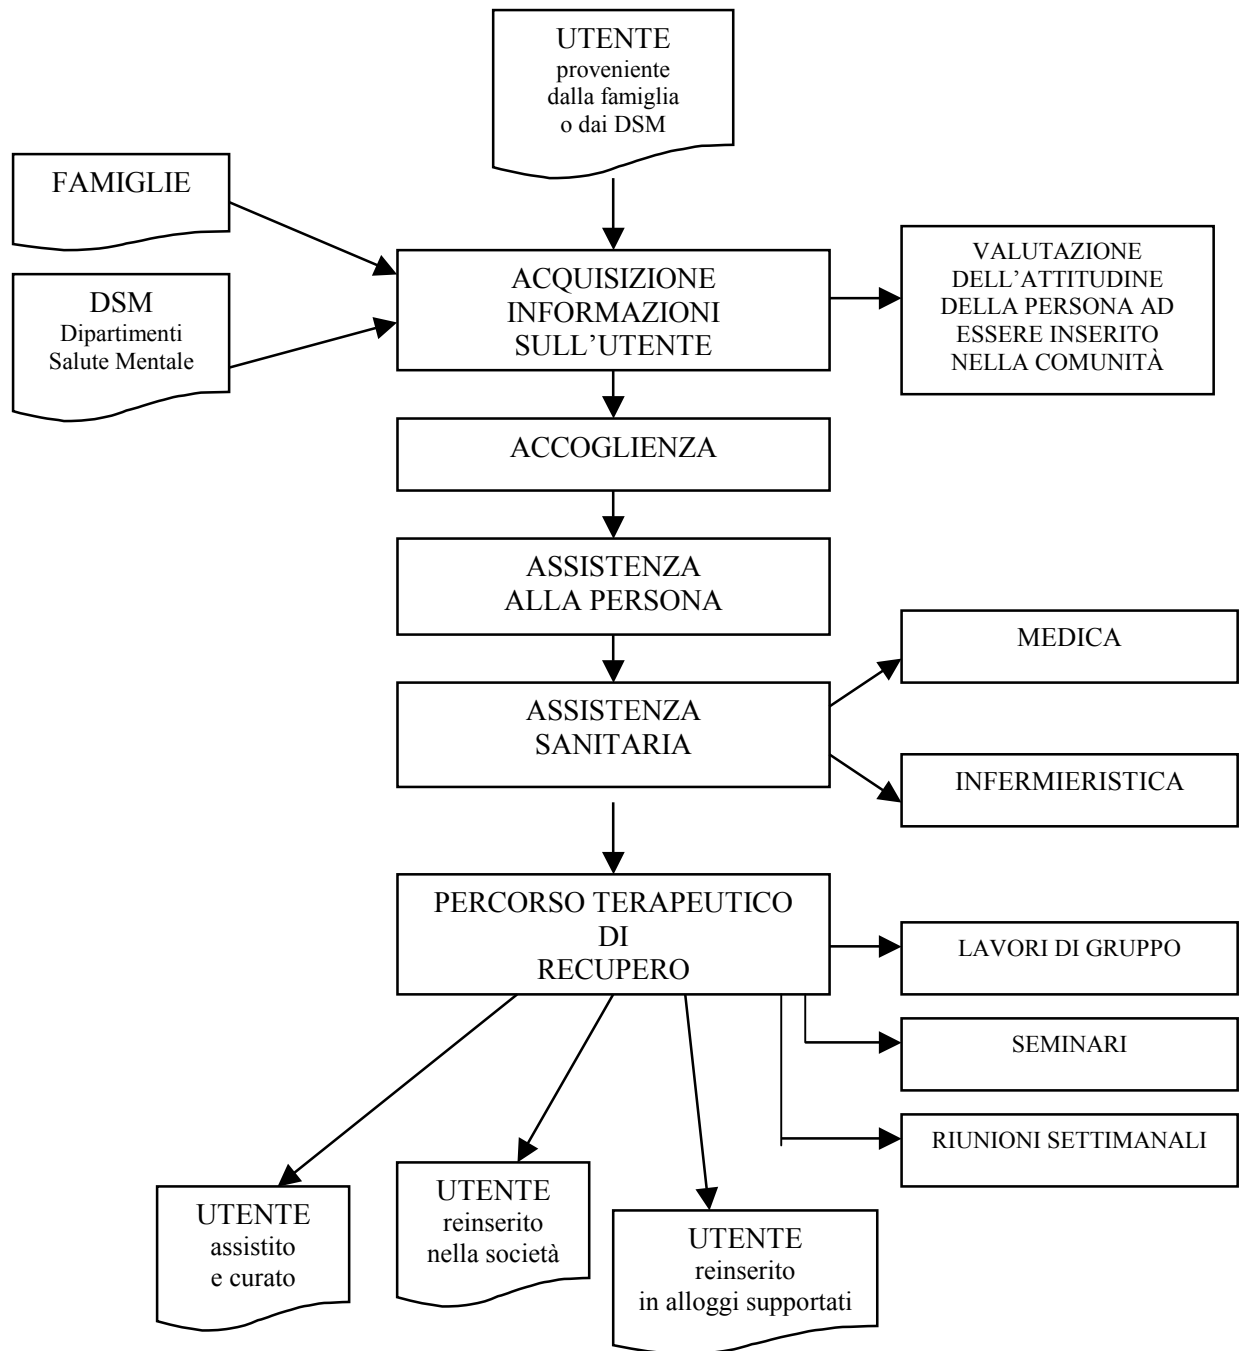 UTENTE
proveniente
dalla famiglia
o dai DSM
FAMIGLIE
DSM
Dipartimenti
Salute Mentale
ACQUISIZIONE
INFORMAZIONI
SULL’UTENTE
VALUTAZIONE
DELL’ATTITUDINE
DELLA PERSONA AD
ESSERE INSERITO
NELLA COMUNITÀ
ACCOGLIENZA
ASSISTENZA
ALLA PERSONA
ASSISTENZA
SANITARIA
MEDICA
INFERMIERISTICA
PERCORSO TERAPEUTICO
DI
RECUPERO
LAVORI DI GRUPPO
SEMINARI
RIUNIONI SETTIMANALI
UTENTE
assistito
e curato
UTENTE
reinserito
nella società
UTENTE
reinserito
in alloggi supportati